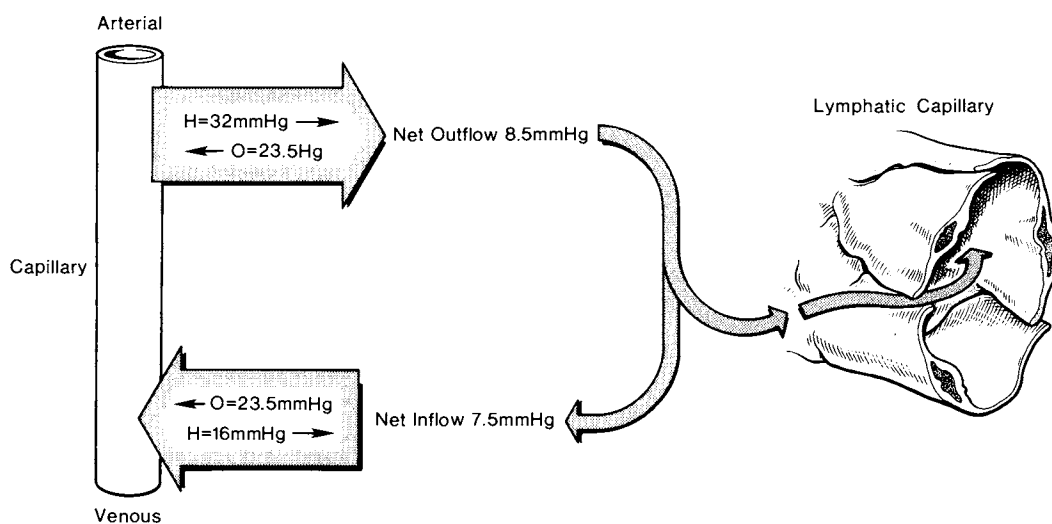 Arterial
H=32mmHg →
← O=23.5Hg
Net Outflow 8.5mmHg
Lymphatic Capillary
Capillary
← O=23.5mmHg
H=16mmHg →
Net Inflow 7.5mmHg
Venous